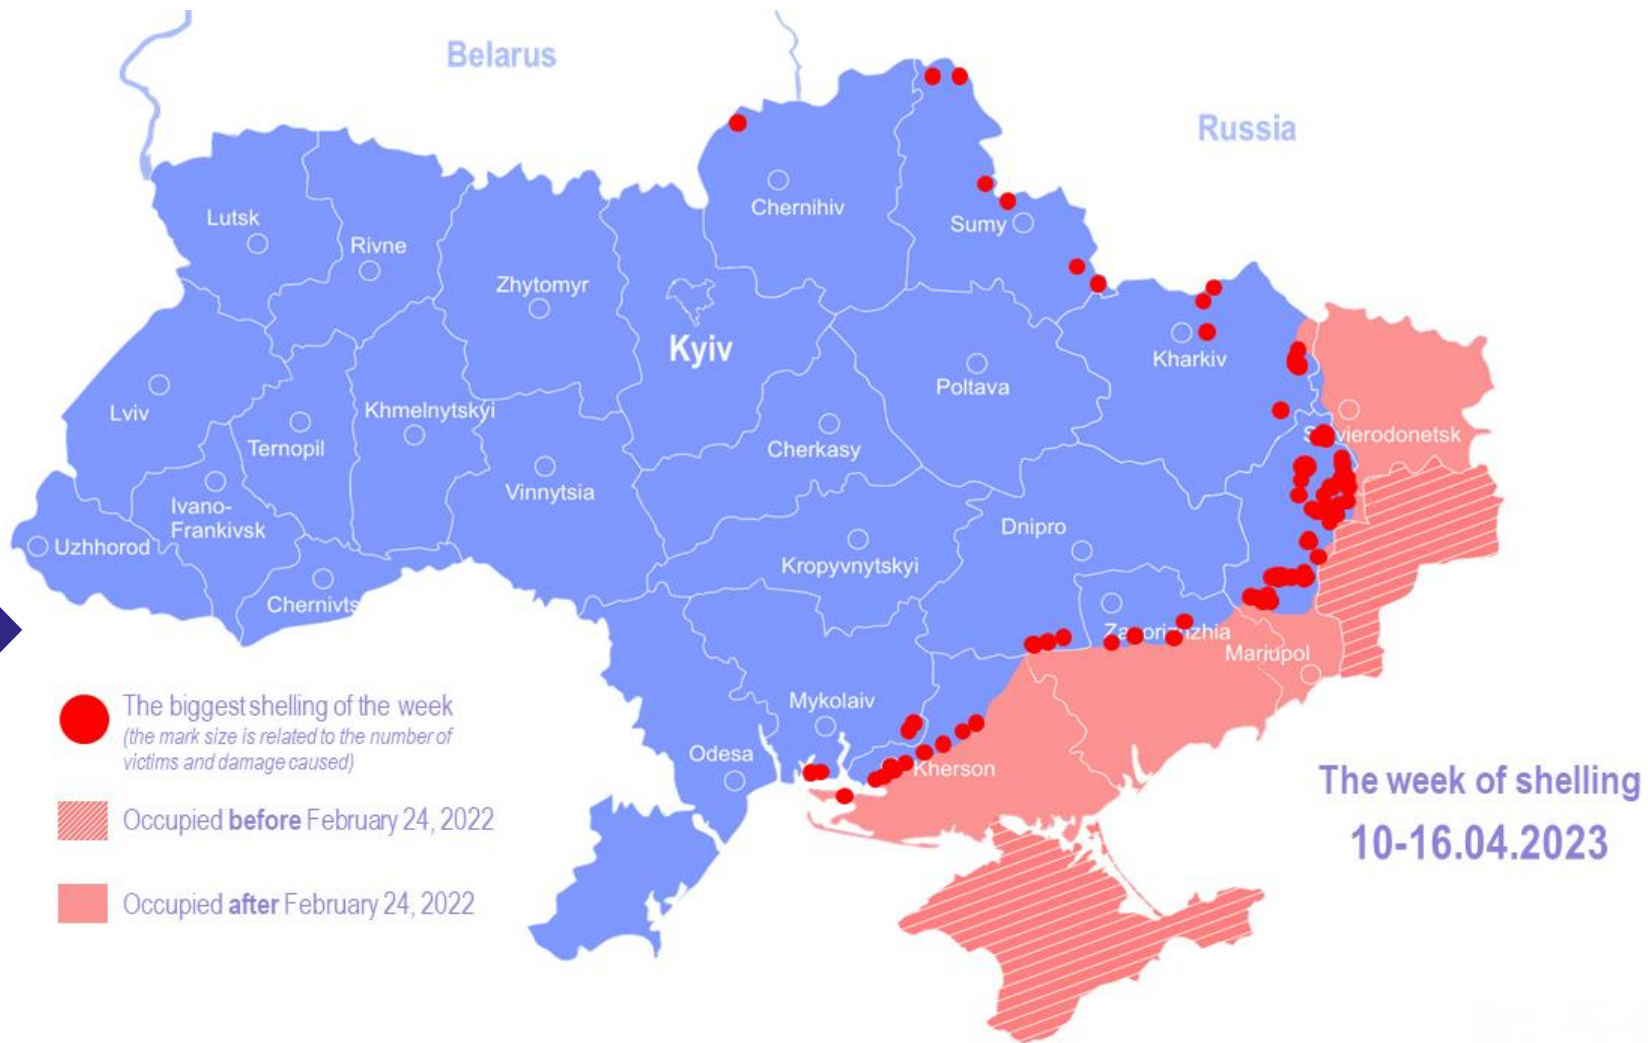 Belarus
Russia
Chernihiv
Lutsk
Sumy
Rivne
Zhytomyr
Kyiv
Kharkiv
Poltava
Lviv
Khmelnytskyi
Ternopil
Cherkasy
Vinnytsia
Ivano-
Frankivsk
Uzhhorod
Dnipro
Kropyvnytskyi
Chernivts
Mariupol
Mykolaiv
Odesa
Kherson
The biggest shelling of the week
(the mark size is related to the number of
victims and damage caused)
Occupied before February 24, 2022
Occupied after February 24, 2022
The week of shelling
10-16.04.2023